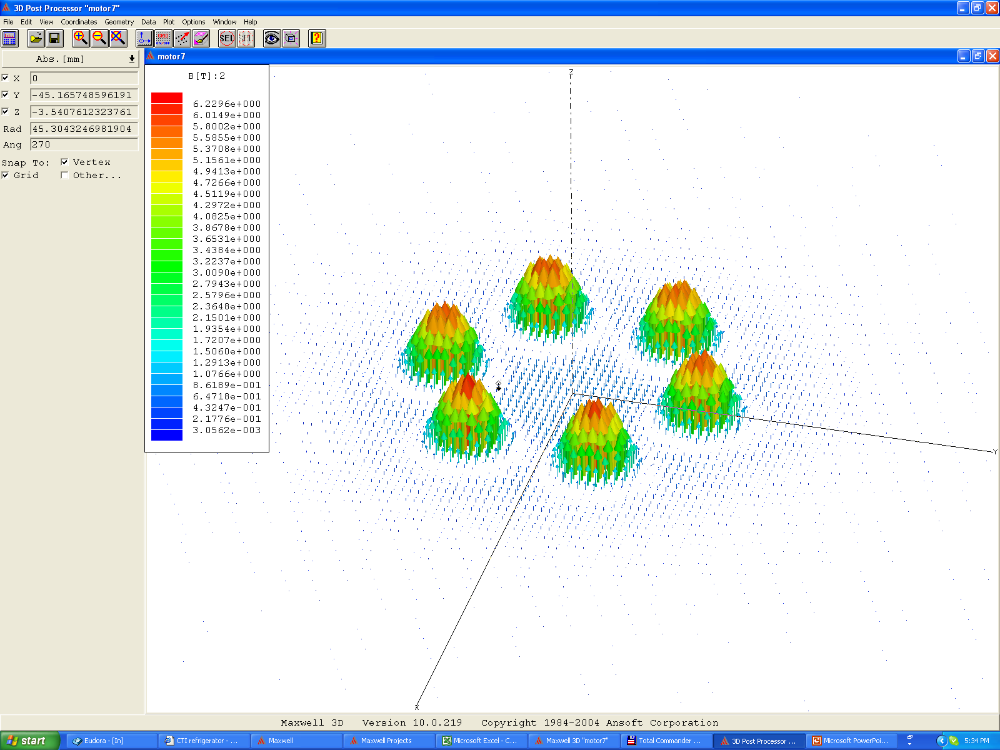 3D Post Processor "motor7"
File Edit View Coordinates Geometry Data Plot Options Window Help
GRID ON/OFF SEL SEL ?
Abs.[mm]
motor7
X 0
Y -45.165748596191
Z -3.5407612323761
Rad 45.3043246981904
Ang 270
Snap To: Vertex
Grid Other...
B[T]:2
6.2296e+000
6.0149e+000
5.8002e+000
5.5855e+000
5.3708e+000
5.1561e+000
4.9413e+000
4.7266e+000
4.5119e+000
4.2972e+000
4.0825e+000
3.8678e+000
3.6531e+000
3.4384e+000
3.2237e+000
3.0090e+000
2.7943e+000
2.5796e+000
2.3648e+000
2.1501e+000
1.9354e+000
1.7207e+000
1.5060e+000
1.2913e+000
1.0766e+000
8.6189e-001
6.4718e-001
4.3247e-001
2.1776e-001
3.0562e-003
Z
Y
X
Maxwell 3D Version 10.0.219 Copyright 1984-2004 Ansoft Corporation
start Eudora - [In] CTI refrigerator - ... Maxwell Maxwell Projects Microsoft Excel - C... Maxwell 3D "motor7" Total Commander ... 3D Post Processor ... Microsoft PowerPoi... 5:34 PM